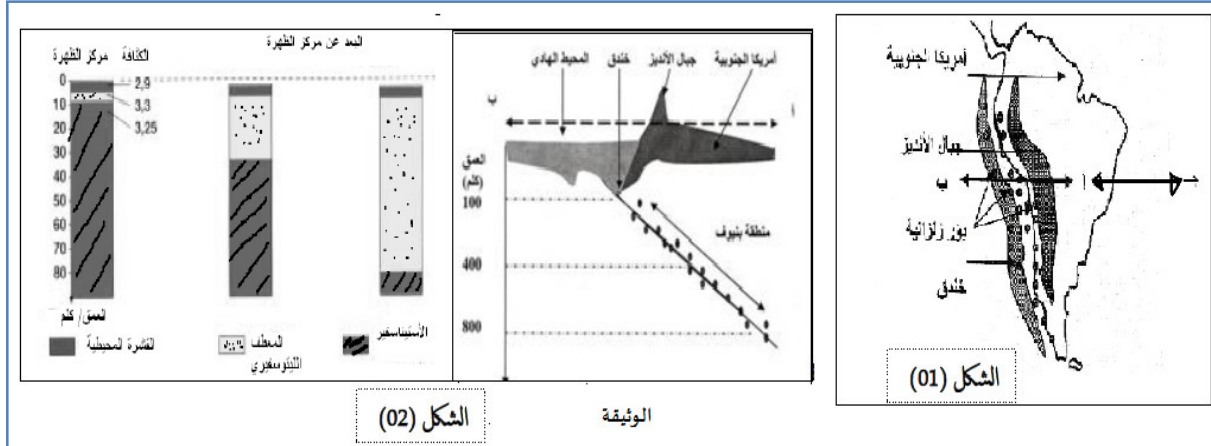 البعد عن مركز الظهرة
الكثافة
مركز الظهرة
0
10
20
30
40
50
60
70
80
2,9
3,3
3,25
العمق/ كلم
القشرة المحيطية
المعطف
الليتوسفيري
الأستيناسفير
المحيط الهادي
خندق
جبال الأنديز
أمريكا الجنوبية
ب
أ
العمق
(كلم)
100
400
800
منطقة بنيوف
أمريكا الجنوبية
جبال الأنديز
ب
أ
بؤر زلزالية
خندق
الشكل (01)
الشكل (02)
الوثيقة